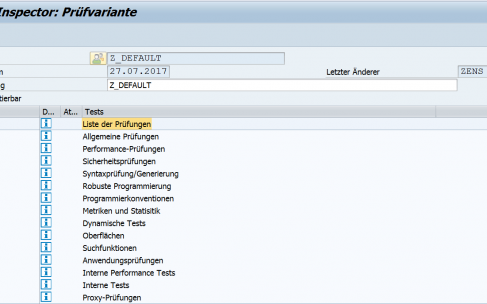 Inspector: Prüfvariante
Z_DEFAULT
27.07.2017 Letzter Änderer ZENS
Z_DEFAULT
D... At... Tests
Liste der Prüfungen
Allgemeine Prüfungen
Performance-Prüfungen
Sicherheitsprüfungen
Syntaxprüfung/Generierung
Robuste Programmierung
Programmierkonventionen
Metriken und Statisitik
Dynamische Tests
Oberflächen
Suchfunktionen
Anwendungsprüfungen
Interne Performance Tests
Interne Tests
Proxy-Prüfungen